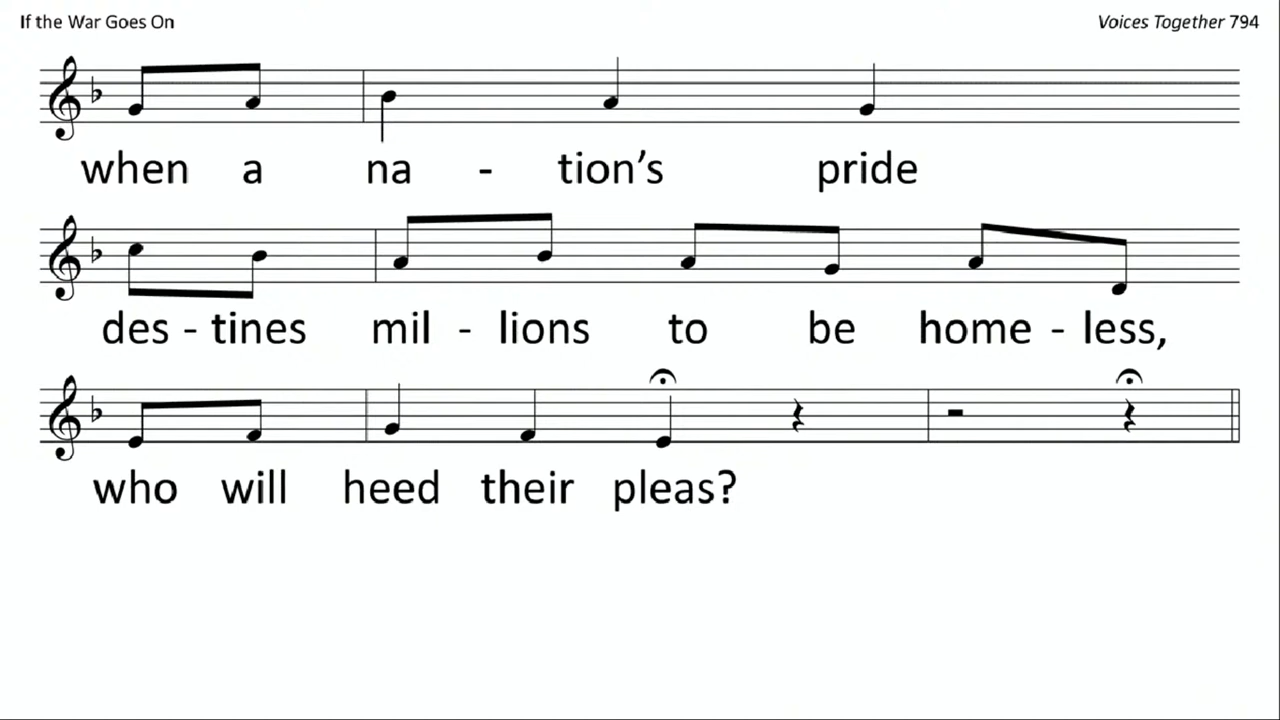 If the War Goes On
Voices Together 794
when a na - tion’s pride
des - tines mil - lions to be home - less,
who will heed their pleas?